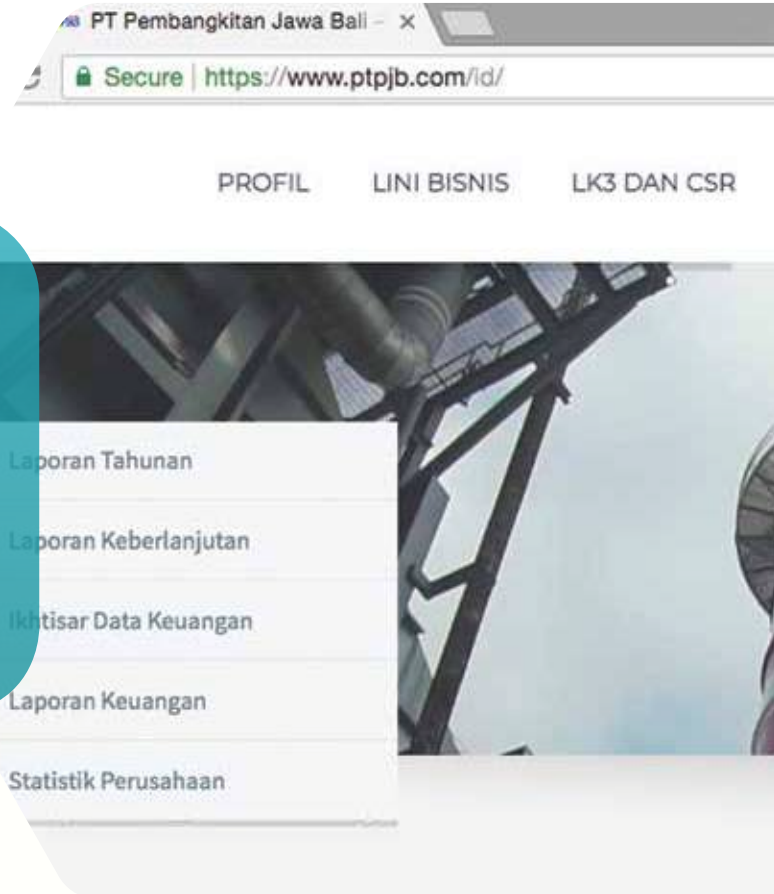 PT Pembangkitan Jawa Bali –
Secure | https://www.ptpjb.com/id/
PROFIL LINI BISNIS LK3 DAN CSR
Laporan Tahunan
Laporan Keberlanjutan
Ikhtisar Data Keuangan
Laporan Keuangan
Statistik Perusahaan